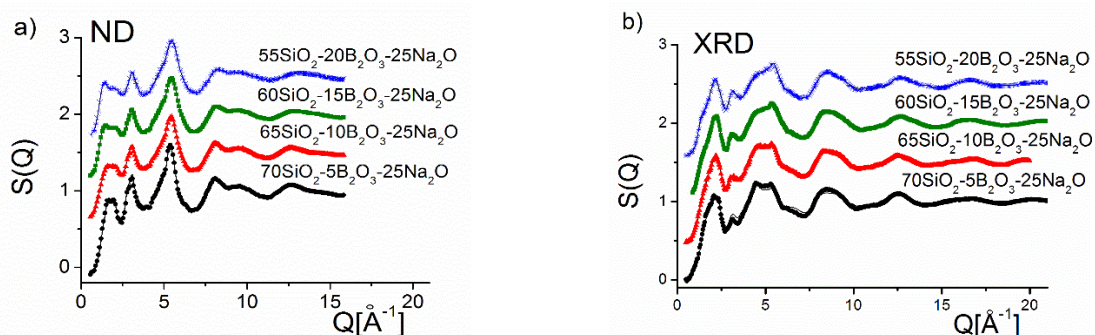 a)
ND
S(Q)
3
2
1
0
55SiO₂-20B₂O₃-25Na₂O
60SiO₂-15B₂O₃-25Na₂O
65SiO₂-10B₂O₃-25Na₂O
70SiO₂-5B₂O₃-25Na₂O
0 5 10 15 20
Q[Å⁻¹]
b)
XRD
S(Q)
3
2
1
0
55SiO₂-20B₂O₃-25Na₂O
60SiO₂-15B₂O₃-25Na₂O
65SiO₂-10B₂O₃-25Na₂O
70SiO₂-5B₂O₃-25Na₂O
0 5 10 15 20
Q[Å⁻¹]